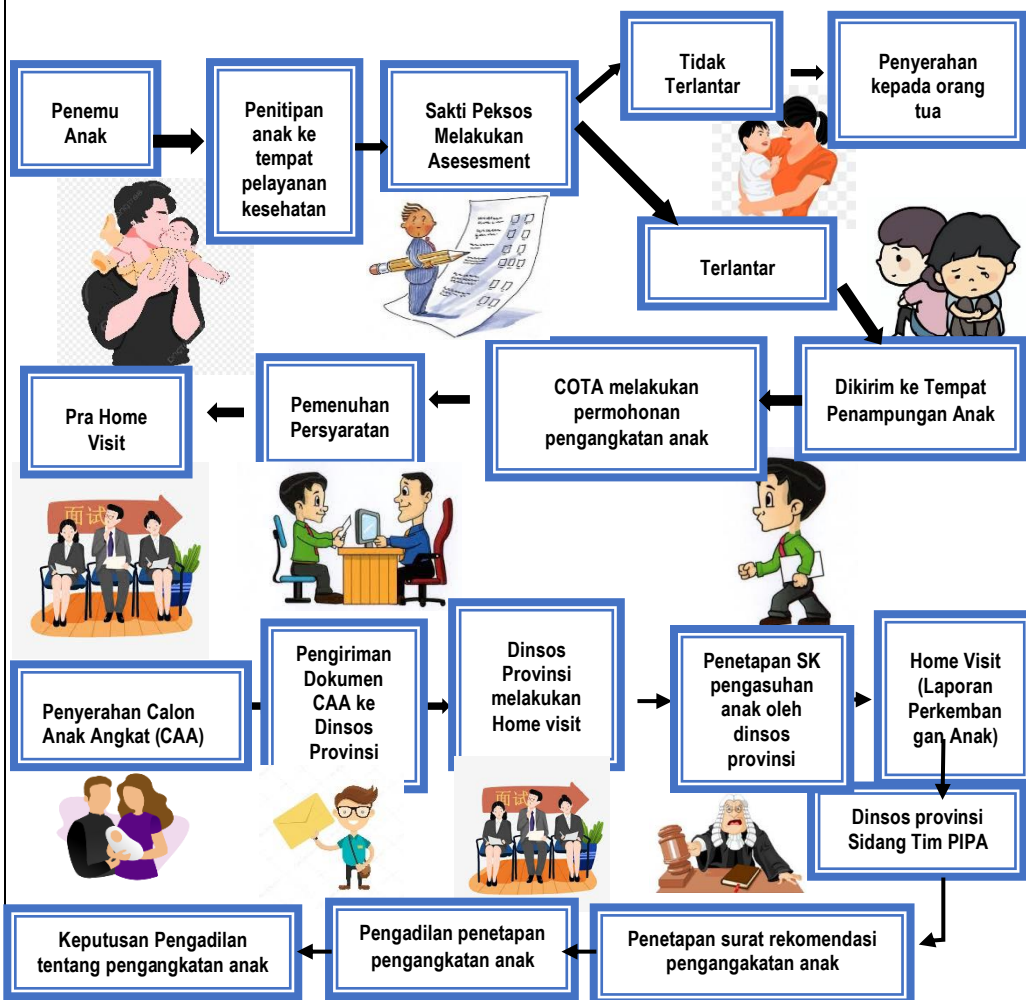 Penemu
Anak
Penitipan
anak ke
tempat
pelayanan
kesehatan
Sakti Peksos
Melakukan
Asesesment
Tidak
Terlantar
Penyerahan
kepada orang
tua
Terlantar
Dikirim ke Tempat
Penampungan Anak
COTA melakukan
permohonan
pengangkatan anak
Pemenuhan
Persyaratan
Pra Home
Visit
面试
Penyerahan Calon
Anak Angkat (CAA)
Pengiriman
Dokumen
CAA ke
Dinsos
Provinsi
Dinsos
Provinsi
melakukan
Home visit
Penetapan SK
pengasuhan
anak oleh
dinsos
provinsi
Home Visit
(Laporan
Perkemban
gan Anak)
面试
Dinsos provinsi
Sidang Tim PIPA
Penetapan surat rekomendasi
pengangakatan anak
Pengadilan penetapan
pengangkatan anak
Keputusan Pengadilan
tentang pengangkatan anak